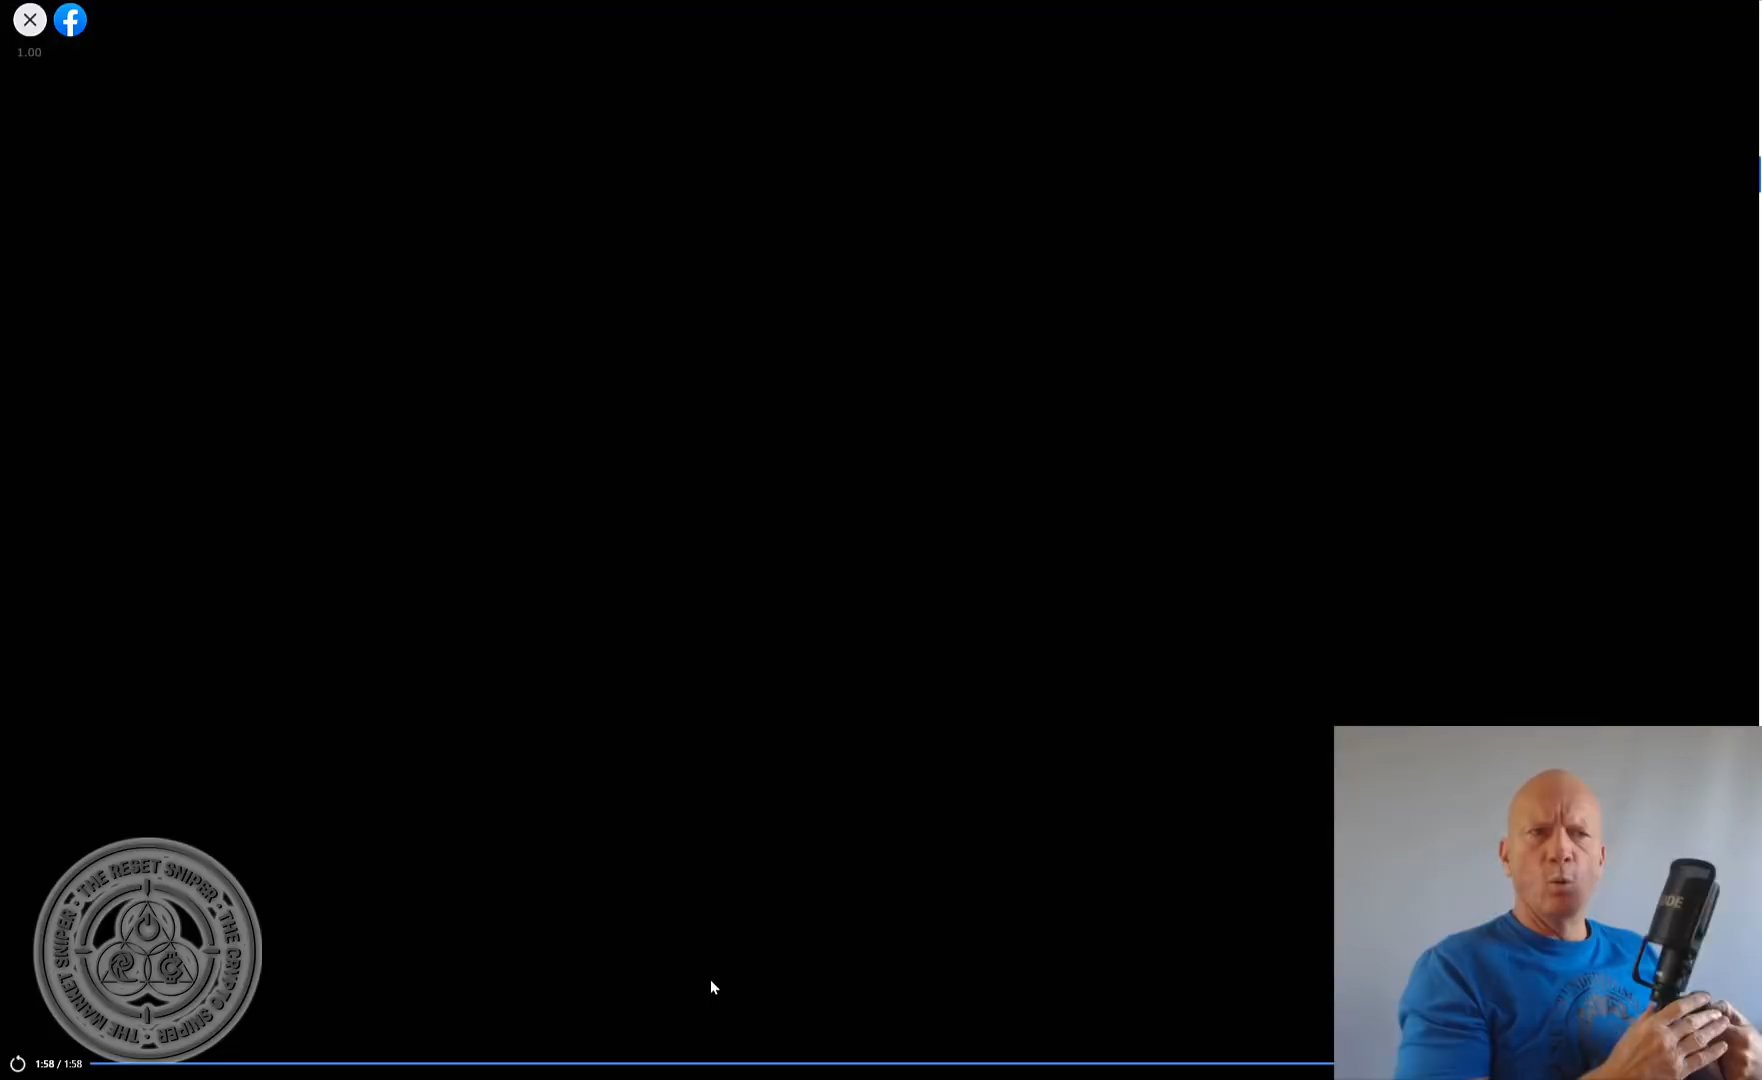 1.00
THE RESET SNIPER · THE CRYPTO SNIPER · THE MARKET SNIPER ·
1:58 / 1:58